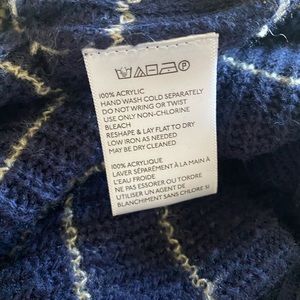 100% ACRYLIC
HAND WASH COLD SEPARATELY
DO NOT WRING OR TWIST
USE ONLY NON-CHLORINE
BLEACH
RESHAPE & LAY FLAT TO DRY
LOW IRON AS NEEDED
MAY BE DRY CLEANED
100% ACRYLIQUE
LAVER SÉPARÉMENT À LA MAIN À
L'EAU FROIDE
NE PAS ESSORER OU TORDRE
UTILISER UN AGENT DE
BLANCHIMENT SANS CHLORE SI